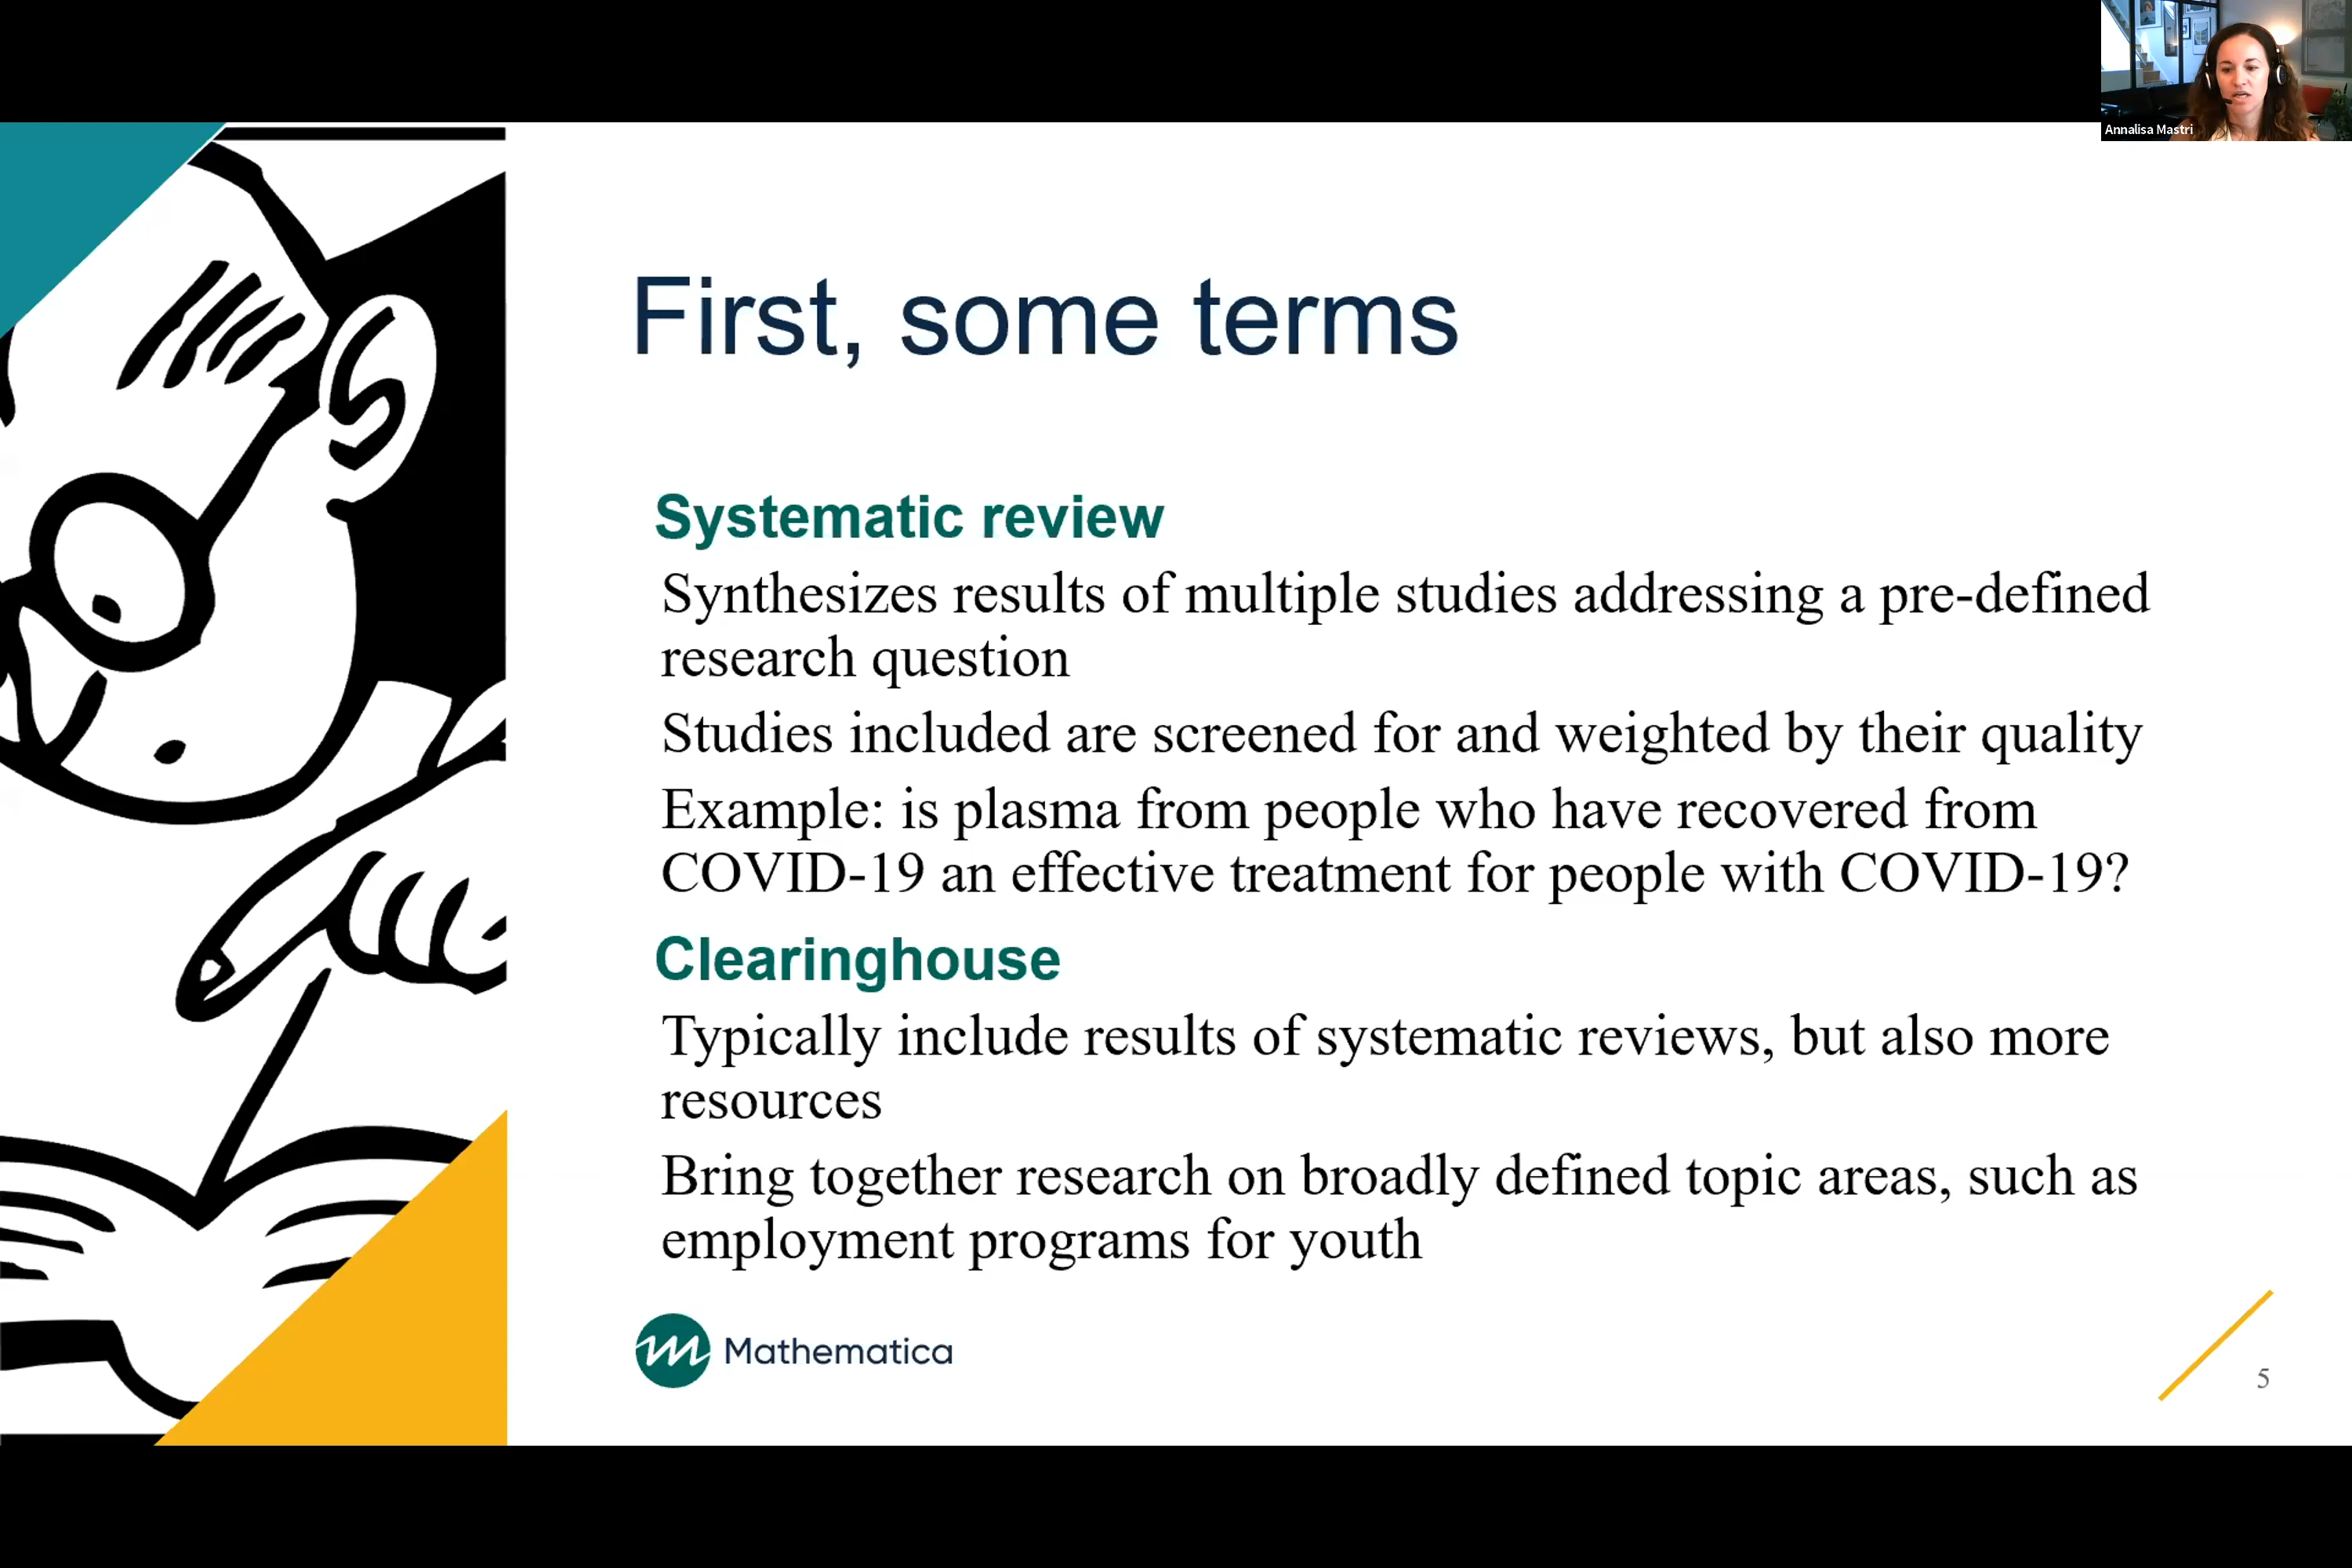 Annalisa Mastri
First, some terms
Systematic review
Synthesizes results of multiple studies addressing a pre-defined
research question
Studies included are screened for and weighted by their quality
Example: is plasma from people who have recovered from
COVID-19 an effective treatment for people with COVID-19?
Clearinghouse
Typically include results of systematic reviews, but also more
resources
Bring together research on broadly defined topic areas, such as
employment programs for youth
Mathematica
5